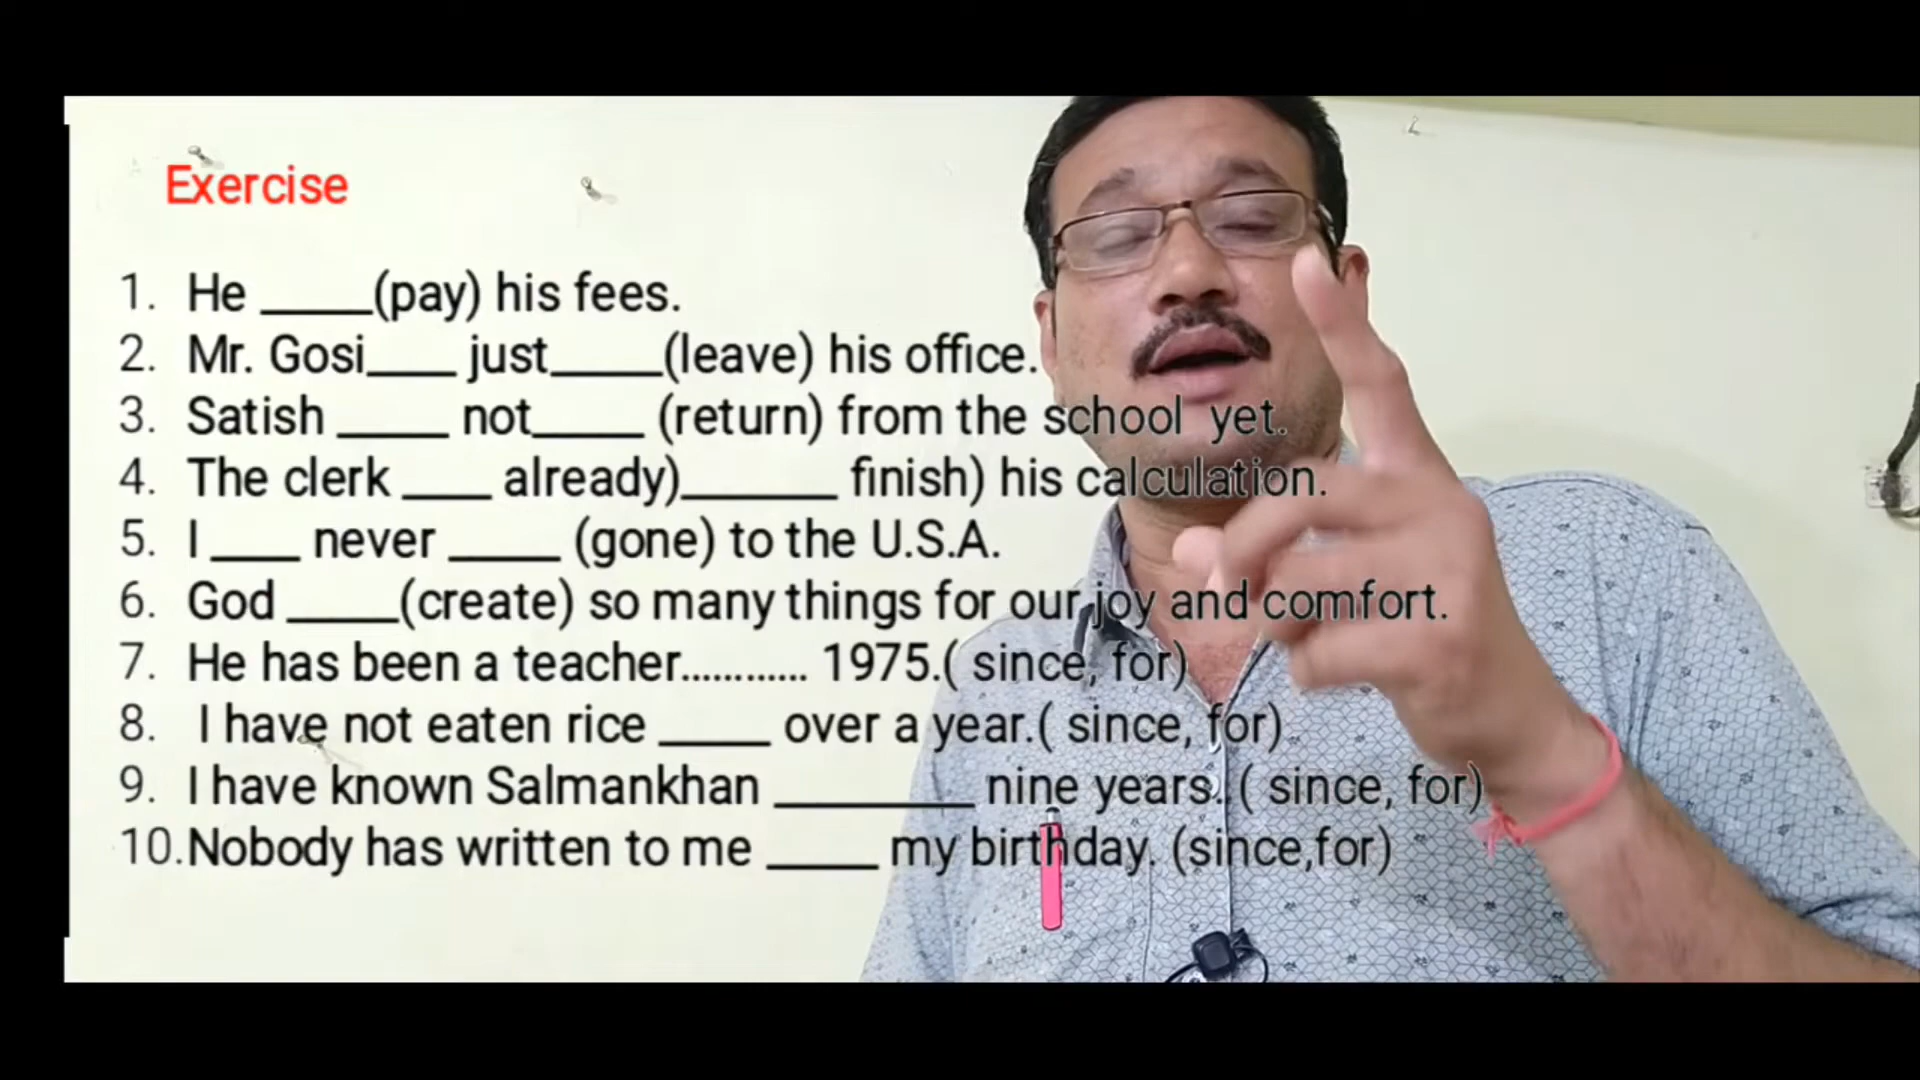 Exercise
1. He _____(pay) his fees.
2. Mr. Gosi____ just_____(leave) his office.
3. Satish _____ not_____ (return) from the school yet.
4. The clerk ____ already)_______ finish) his calculation.
5. I ____ never _____ (gone) to the U.S.A.
6. God _____(create) so many things for our joy and comfort.
7. He has been a teacher............ 1975.( since, for)
8. I have not eaten rice _____ over a year.( since, for)
9. I have known Salmankhan _________ nine years..( since, for)
10.Nobody has written to me _____ my birthday. (since,for)